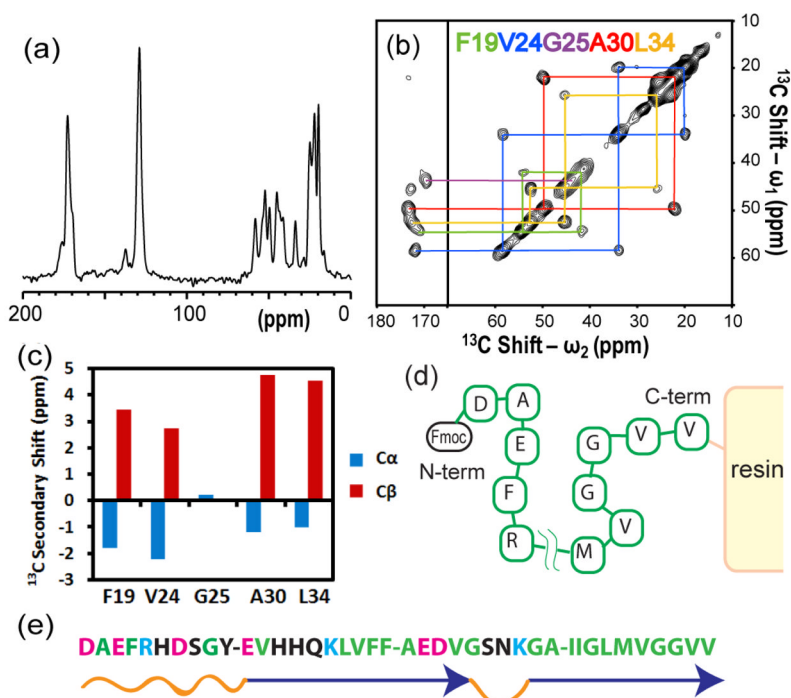 (a)
200
100
(ppm)
0
(b)
F19V24G25A30L34
10
20
30
40
50
60
¹³C Shift – ω₁ (ppm)
180
170
60
50
40
30
20
10
¹³C Shift – ω₂ (ppm)
(c)
¹³C Secondary Shift (ppm)
5
4
3
2
1
0
-1
-2
-3
F19 V24 G25 A30 L34
Cα
Cβ
(d)
Fmoc
D
A
E
F
R
M
V
G
G
V
V
N-term
C-term
resin
(e)
DAEFRHDSGY-EVHHQKLVFF-AEDVGSNKGA-IIGLMVGGVV